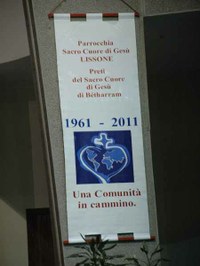 Parrocchia
Sacro Cuore di Gesù
LISSONE
Preti
del Sacro Cuore
di Gesù
di Bétharram
1961 - 2011
Una Comunità
in cammino.